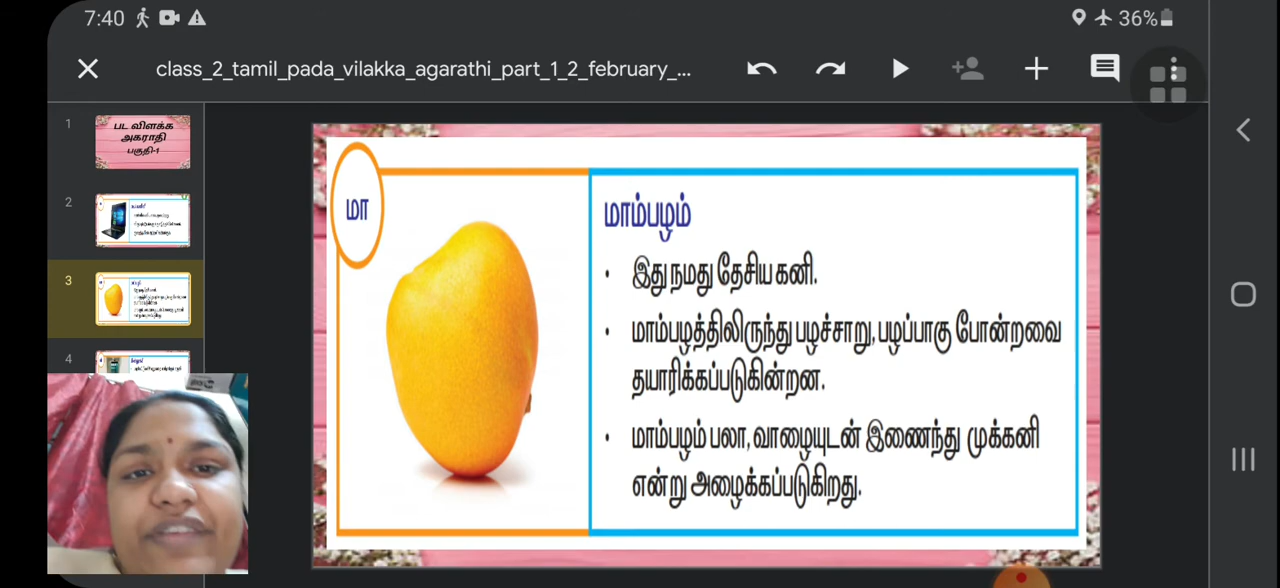 7:40
36%
class_2_tamil_pada_vilakka_agarathi_part_1_2_february_...
1
பட விளக்க
அகராதி
பகுதி-1
2
3
4
மா
மாம்பழம்
• இது நமது தேசிய கனி.
• மாம்பழத்திலிருந்து பழச்சாறு, பழப்பாகு போன்றவை
தயாரிக்கப்படுகின்றன.
• மாம்பழம் பலா, வாழையுடன் இணைந்து முக்கனி
என்று அழைக்கப்படுகிறது.